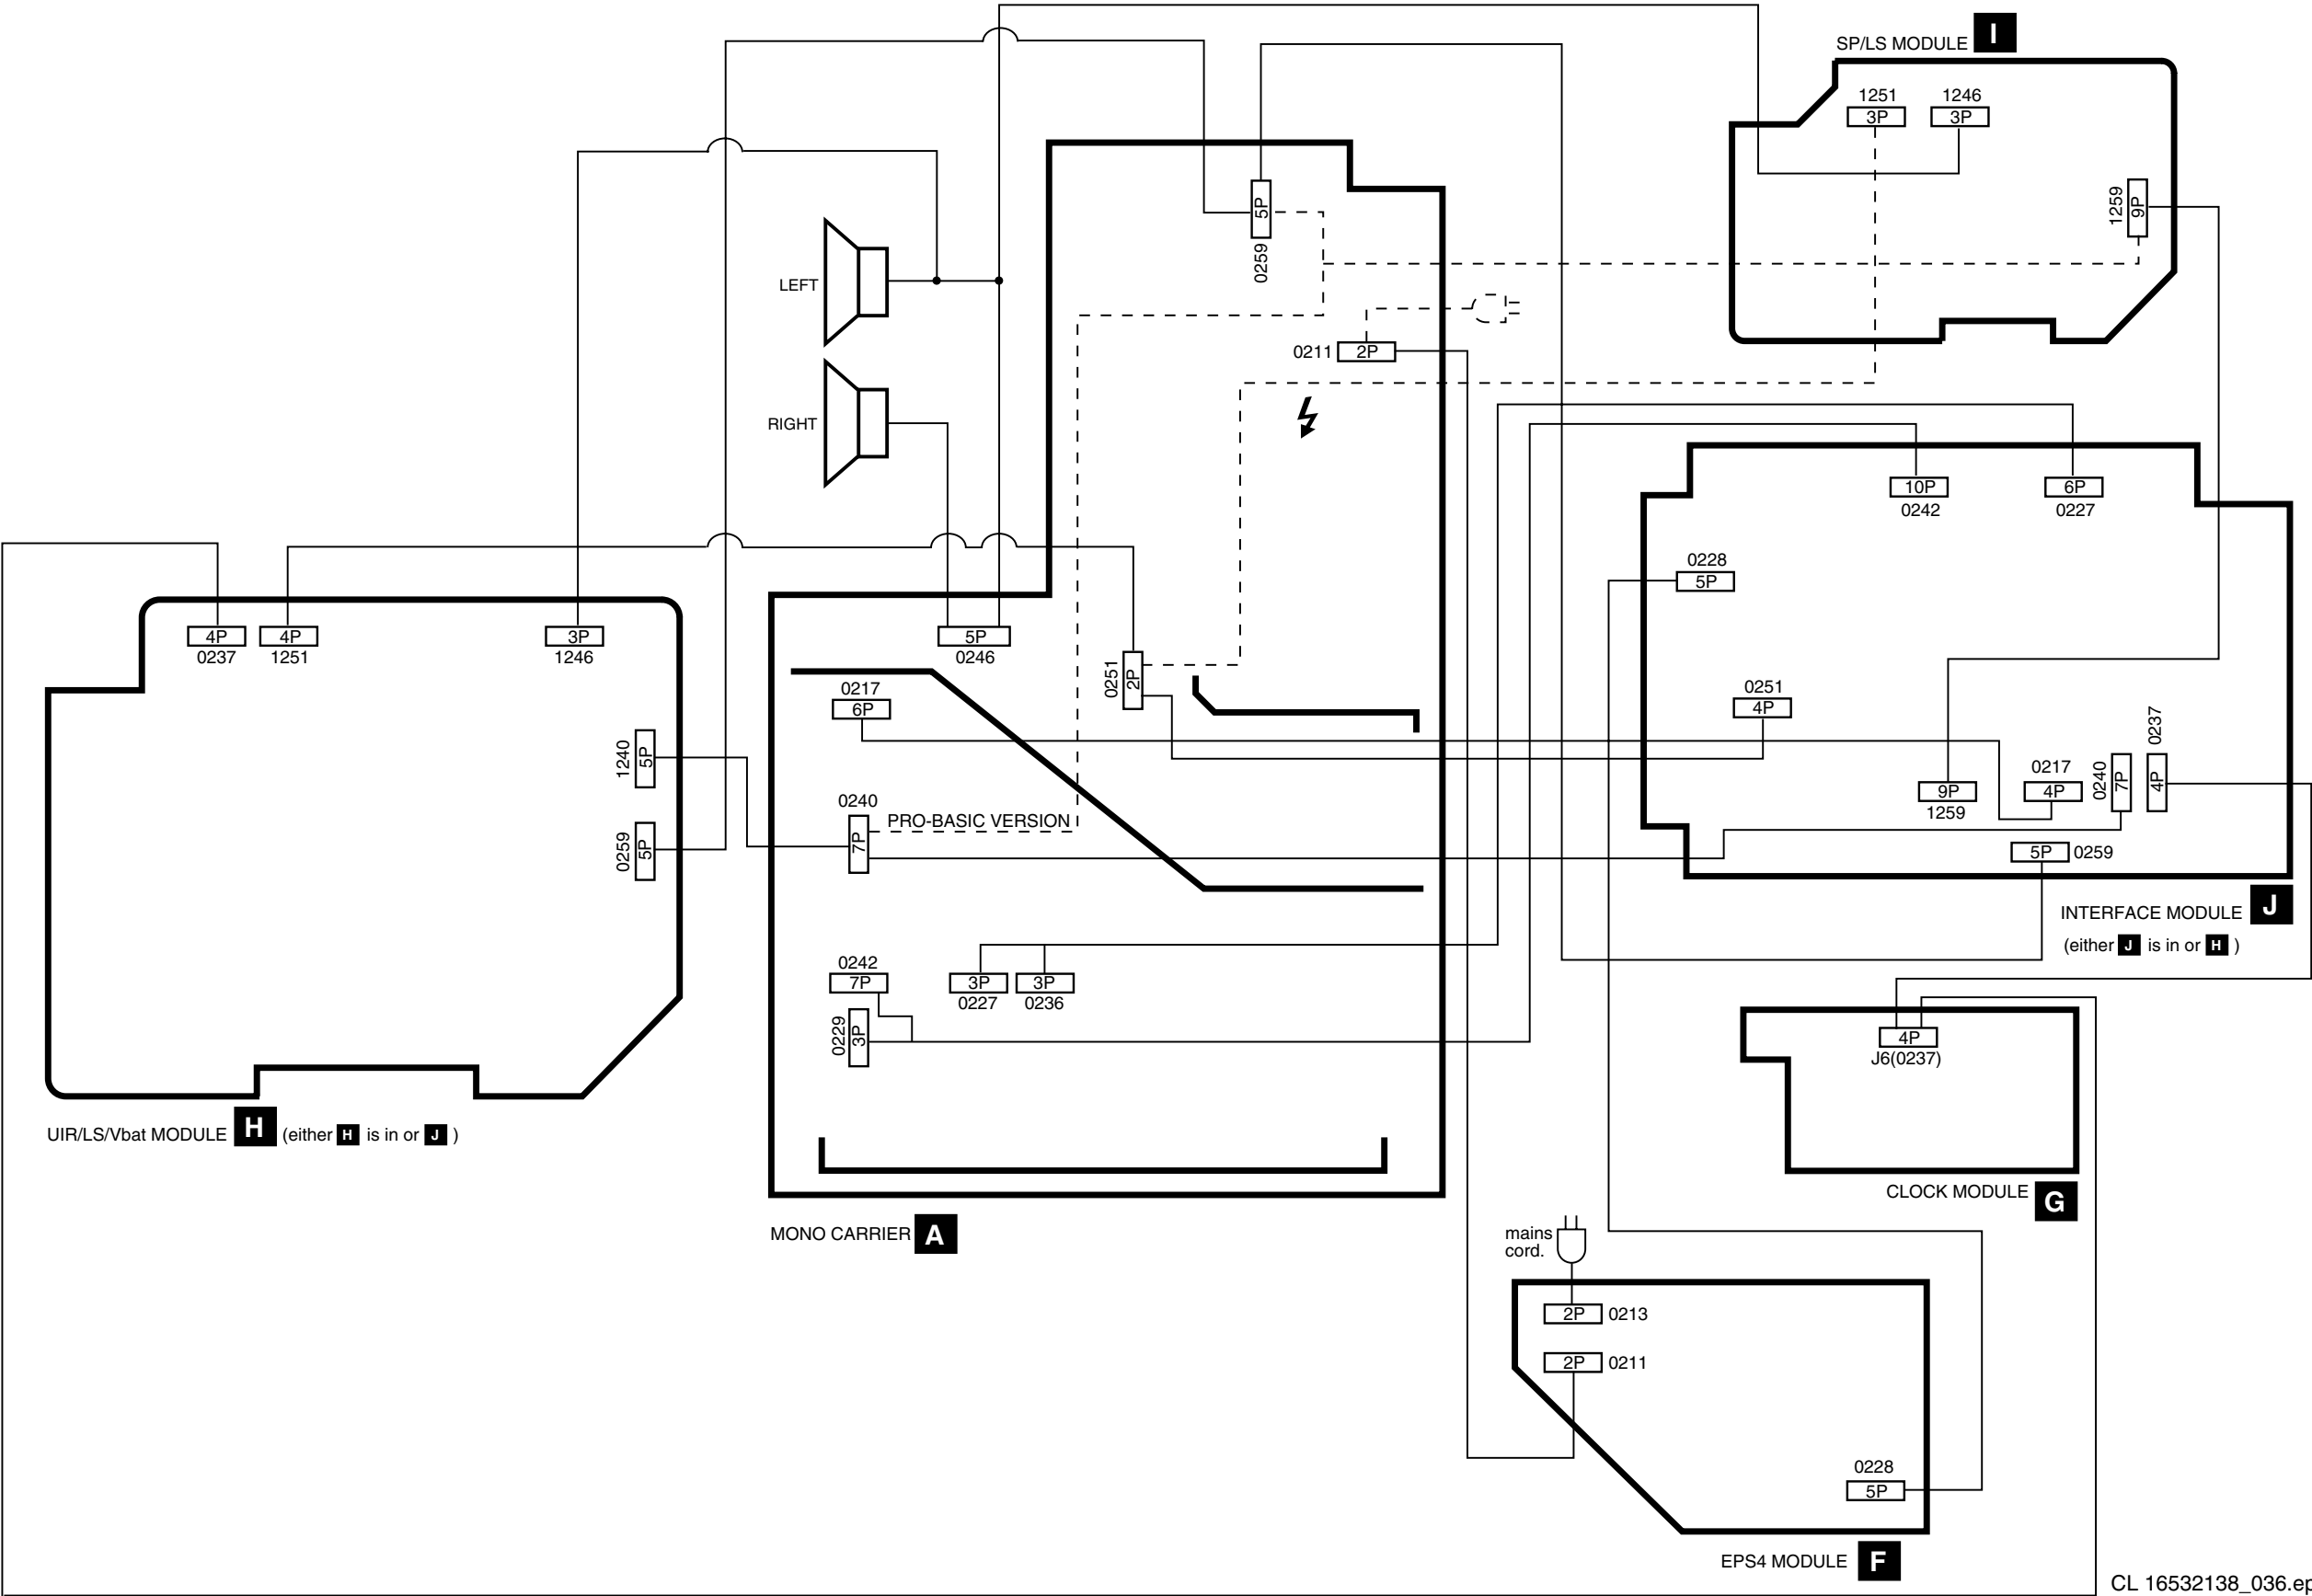 SP/LS MODULE I
1251 1246
3P 3P
1259
9P
5P
0259
LEFT
0211 2P
RIGHT
10P 6P
0242 0227
0228
5P
4P 4P 3P
0237 1251 1246
5P
0246
0251
2P
0217
6P
0251
4P
0237
4P
0217
4P
0240
7P
9P
1259
5P 0259
1240
5P
0259
5P
0240
7P
PRO-BASIC VERSION
INTERFACE MODULE J
(either J is in or H )
0242
7P
3P 3P
0227 0236
0229
3P
4P
J6(0237)
UIR/LS/Vbat MODULE H (either H is in or J )
CLOCK MODULE G
MONO CARRIER A
mains
cord.
2P 0213
2P 0211
0228
5P
EPS4 MODULE F
CL 16532138_036.ep